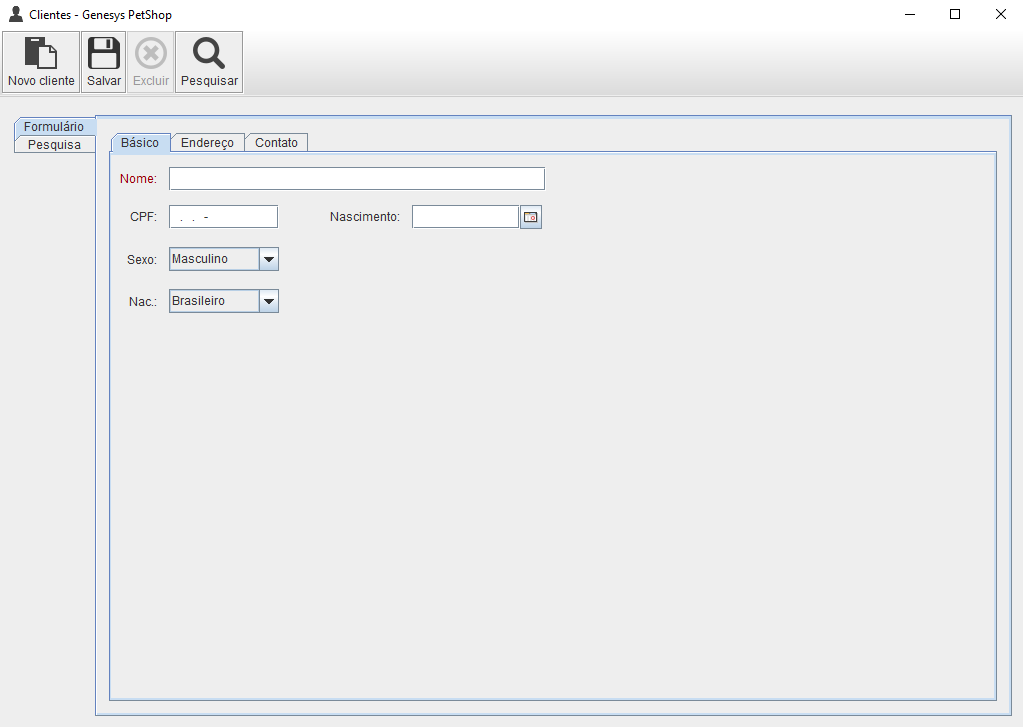 Clientes - Genesys PetShop
Novo cliente Salvar Excluir Pesquisar
Formulário
Pesquisa
Básico Endereço Contato
Nome:
CPF: . . - Nascimento:
Sexo: Masculino
Nac.: Brasileiro